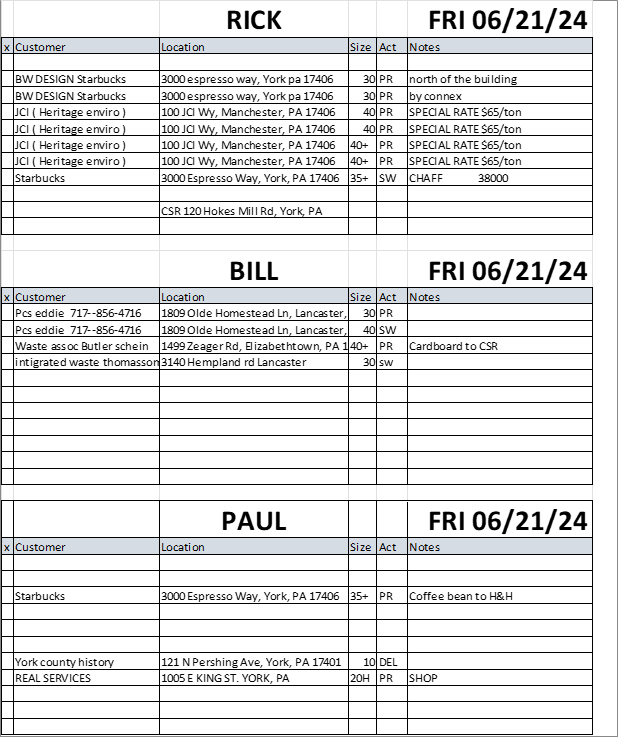 RICK FRI 06/21/24
x Customer Location Size Act Notes
BW DESIGN Starbucks 3000 espresso way, York pa 17406 30 PR north of the building
BW DESIGN Starbucks 3000 espresso way, York pa 17406 30 PR by connex
JCI ( Heritage enviro ) 100 JCI Wy, Manchester, PA 17406 40 PR SPECIAL RATE $65/ton
JCI ( Heritage enviro ) 100 JCI Wy, Manchester, PA 17406 40 PR SPECIAL RATE $65/ton
JCI ( Heritage enviro ) 100 JCI Wy, Manchester, PA 17406 40+ PR SPECIAL RATE $65/ton
JCI ( Heritage enviro ) 100 JCI Wy, Manchester, PA 17406 40+ PR SPECIAL RATE $65/ton
Starbucks 3000 Espresso Way, York, PA 17406 35+ SW CHAFF 38000
CSR 120 Hokes Mill Rd, York, PA
BILL FRI 06/21/24
x Customer Location Size Act Notes
Pcs eddie 717--856-4716 1809 Olde Homestead Ln, Lancaster, 30 PR
Pcs eddie 717--856-4716 1809 Olde Homestead Ln, Lancaster, 40 SW
Waste assoc Butler schein 1499 Zeager Rd, Elizabethtown, PA 1 40+ PR Cardboard to CSR
intigrated waste thomasson 3140 Hempland rd Lancaster 30 sw
PAUL FRI 06/21/24
x Customer Location Size Act Notes
Starbucks 3000 Espresso Way, York, PA 17406 35+ PR Coffee bean to H&H
York county history 121 N Pershing Ave, York, PA 17401 10 DEL
REAL SERVICES 1005 E KING ST. YORK, PA 20H PR SHOP